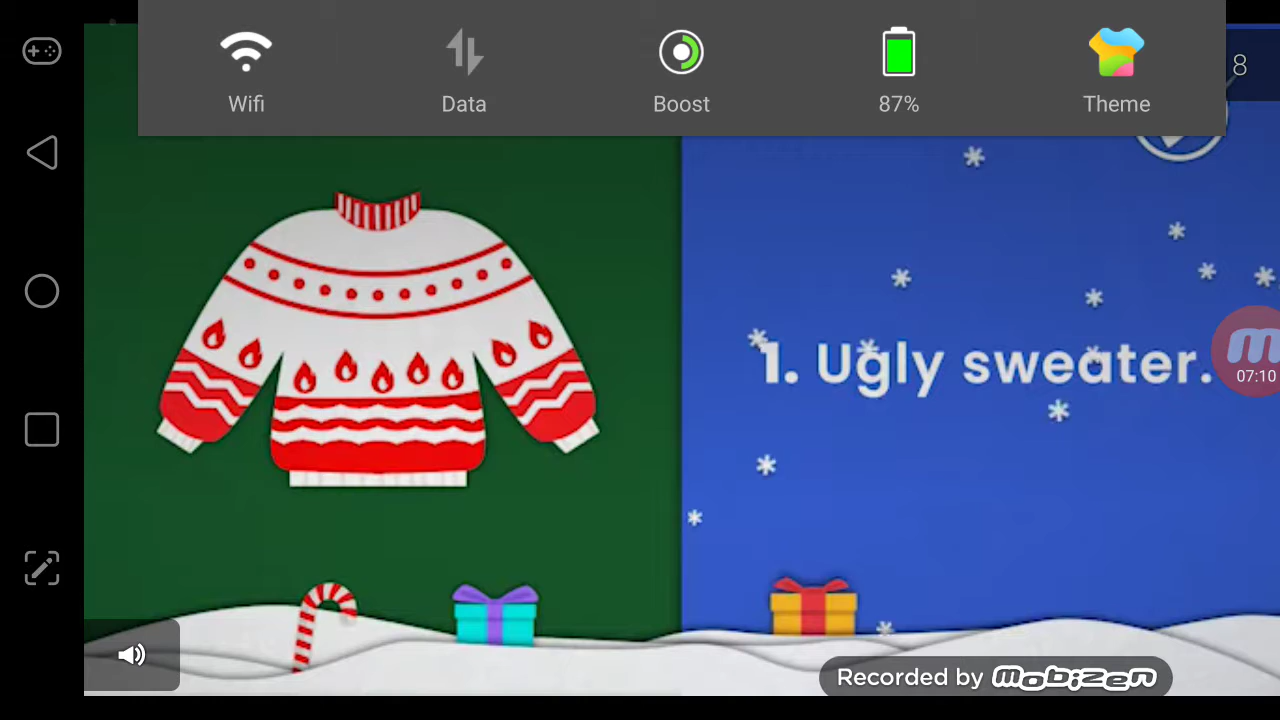 Wifi
Data
Boost
87%
Theme
8
1. Ugly sweater.
07:10
Recorded by mobizen